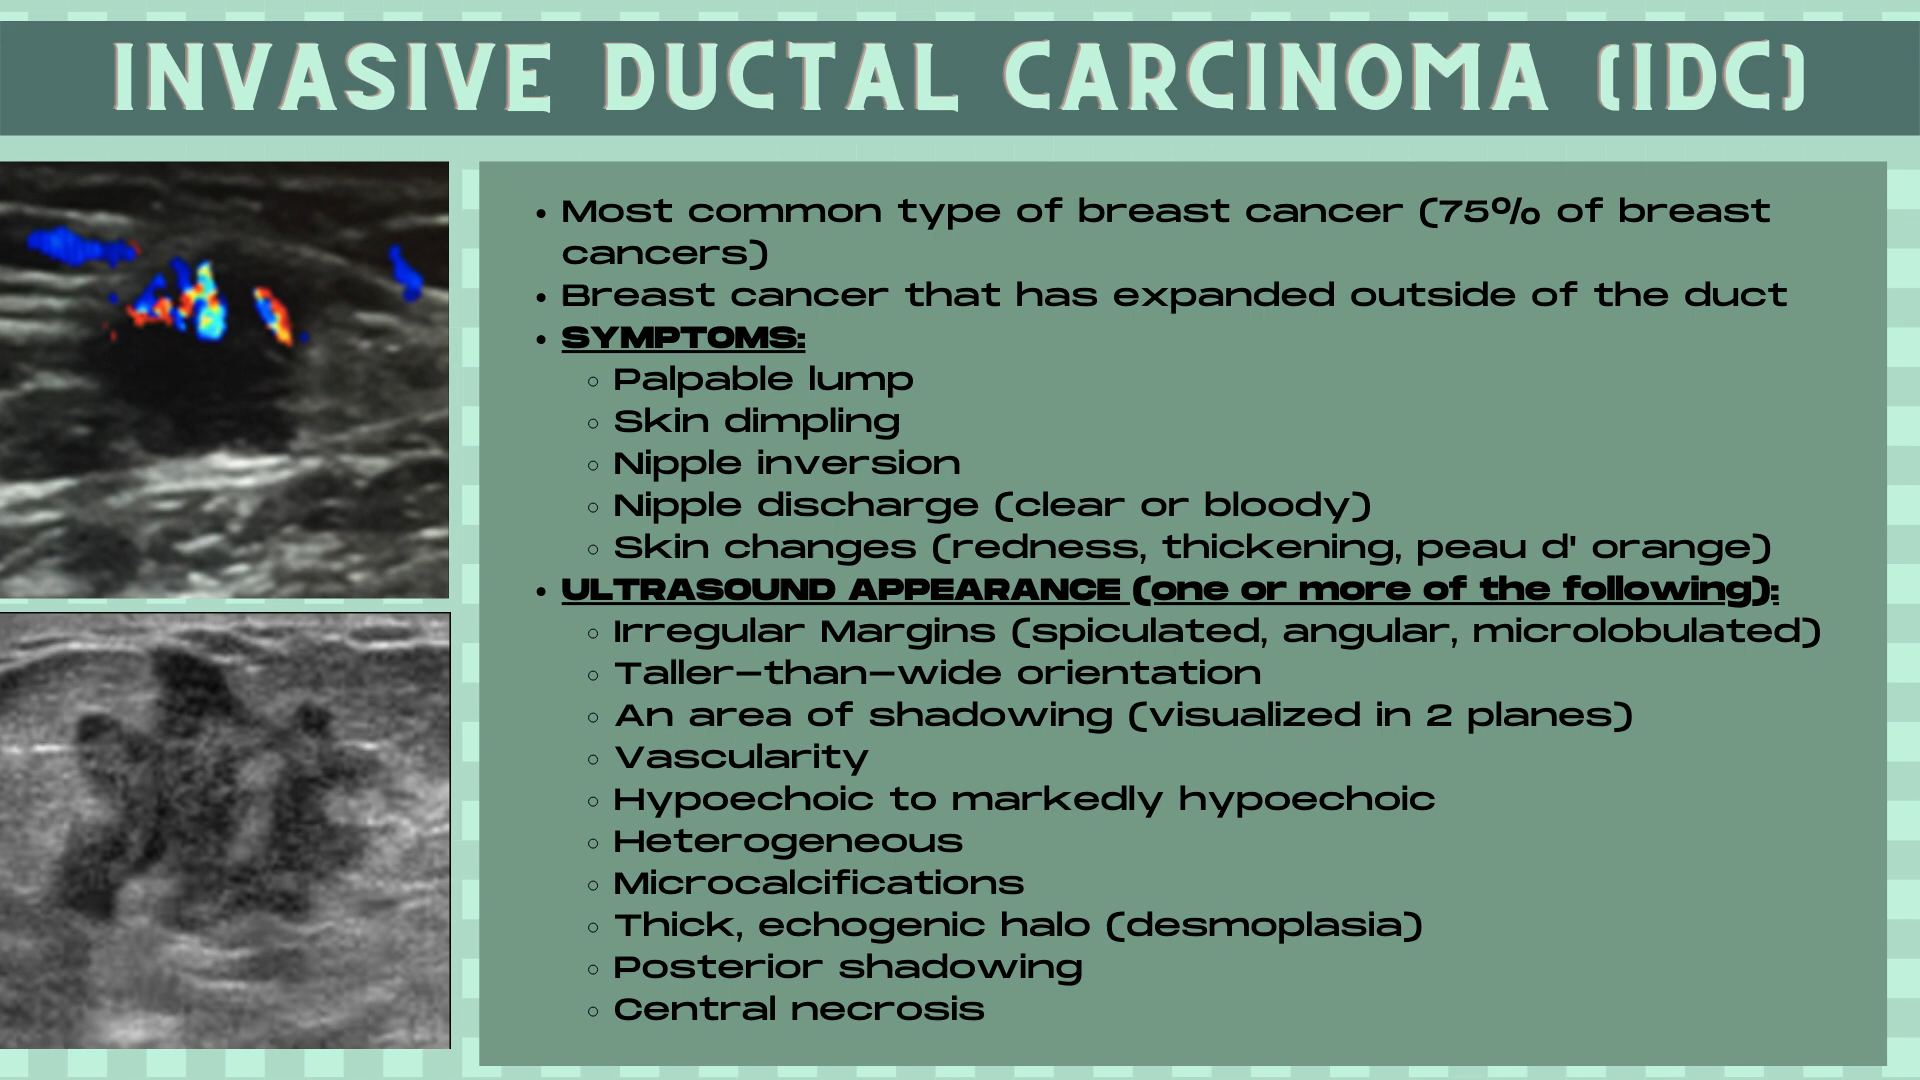 INVASIVE DUCTAL CARCINOMA (IDC)
• Most common type of breast cancer (75% of breast
cancers)
• Breast cancer that has expanded outside of the duct
• SYMPTOMS:
◦ Palpable lump
◦ Skin dimpling
◦ Nipple inversion
◦ Nipple discharge (clear or bloody)
◦ Skin changes (redness, thickening, peau d' orange)
• ULTRASOUND APPEARANCE (one or more of the following):
◦ Irregular Margins (spiculated, angular, microlobulated)
◦ Taller-than-wide orientation
◦ An area of shadowing (visualized in 2 planes)
◦ Vascularity
◦ Hypoechoic to markedly hypoechoic
◦ Heterogeneous
◦ Microcalcifications
◦ Thick, echogenic halo (desmoplasia)
◦ Posterior shadowing
◦ Central necrosis